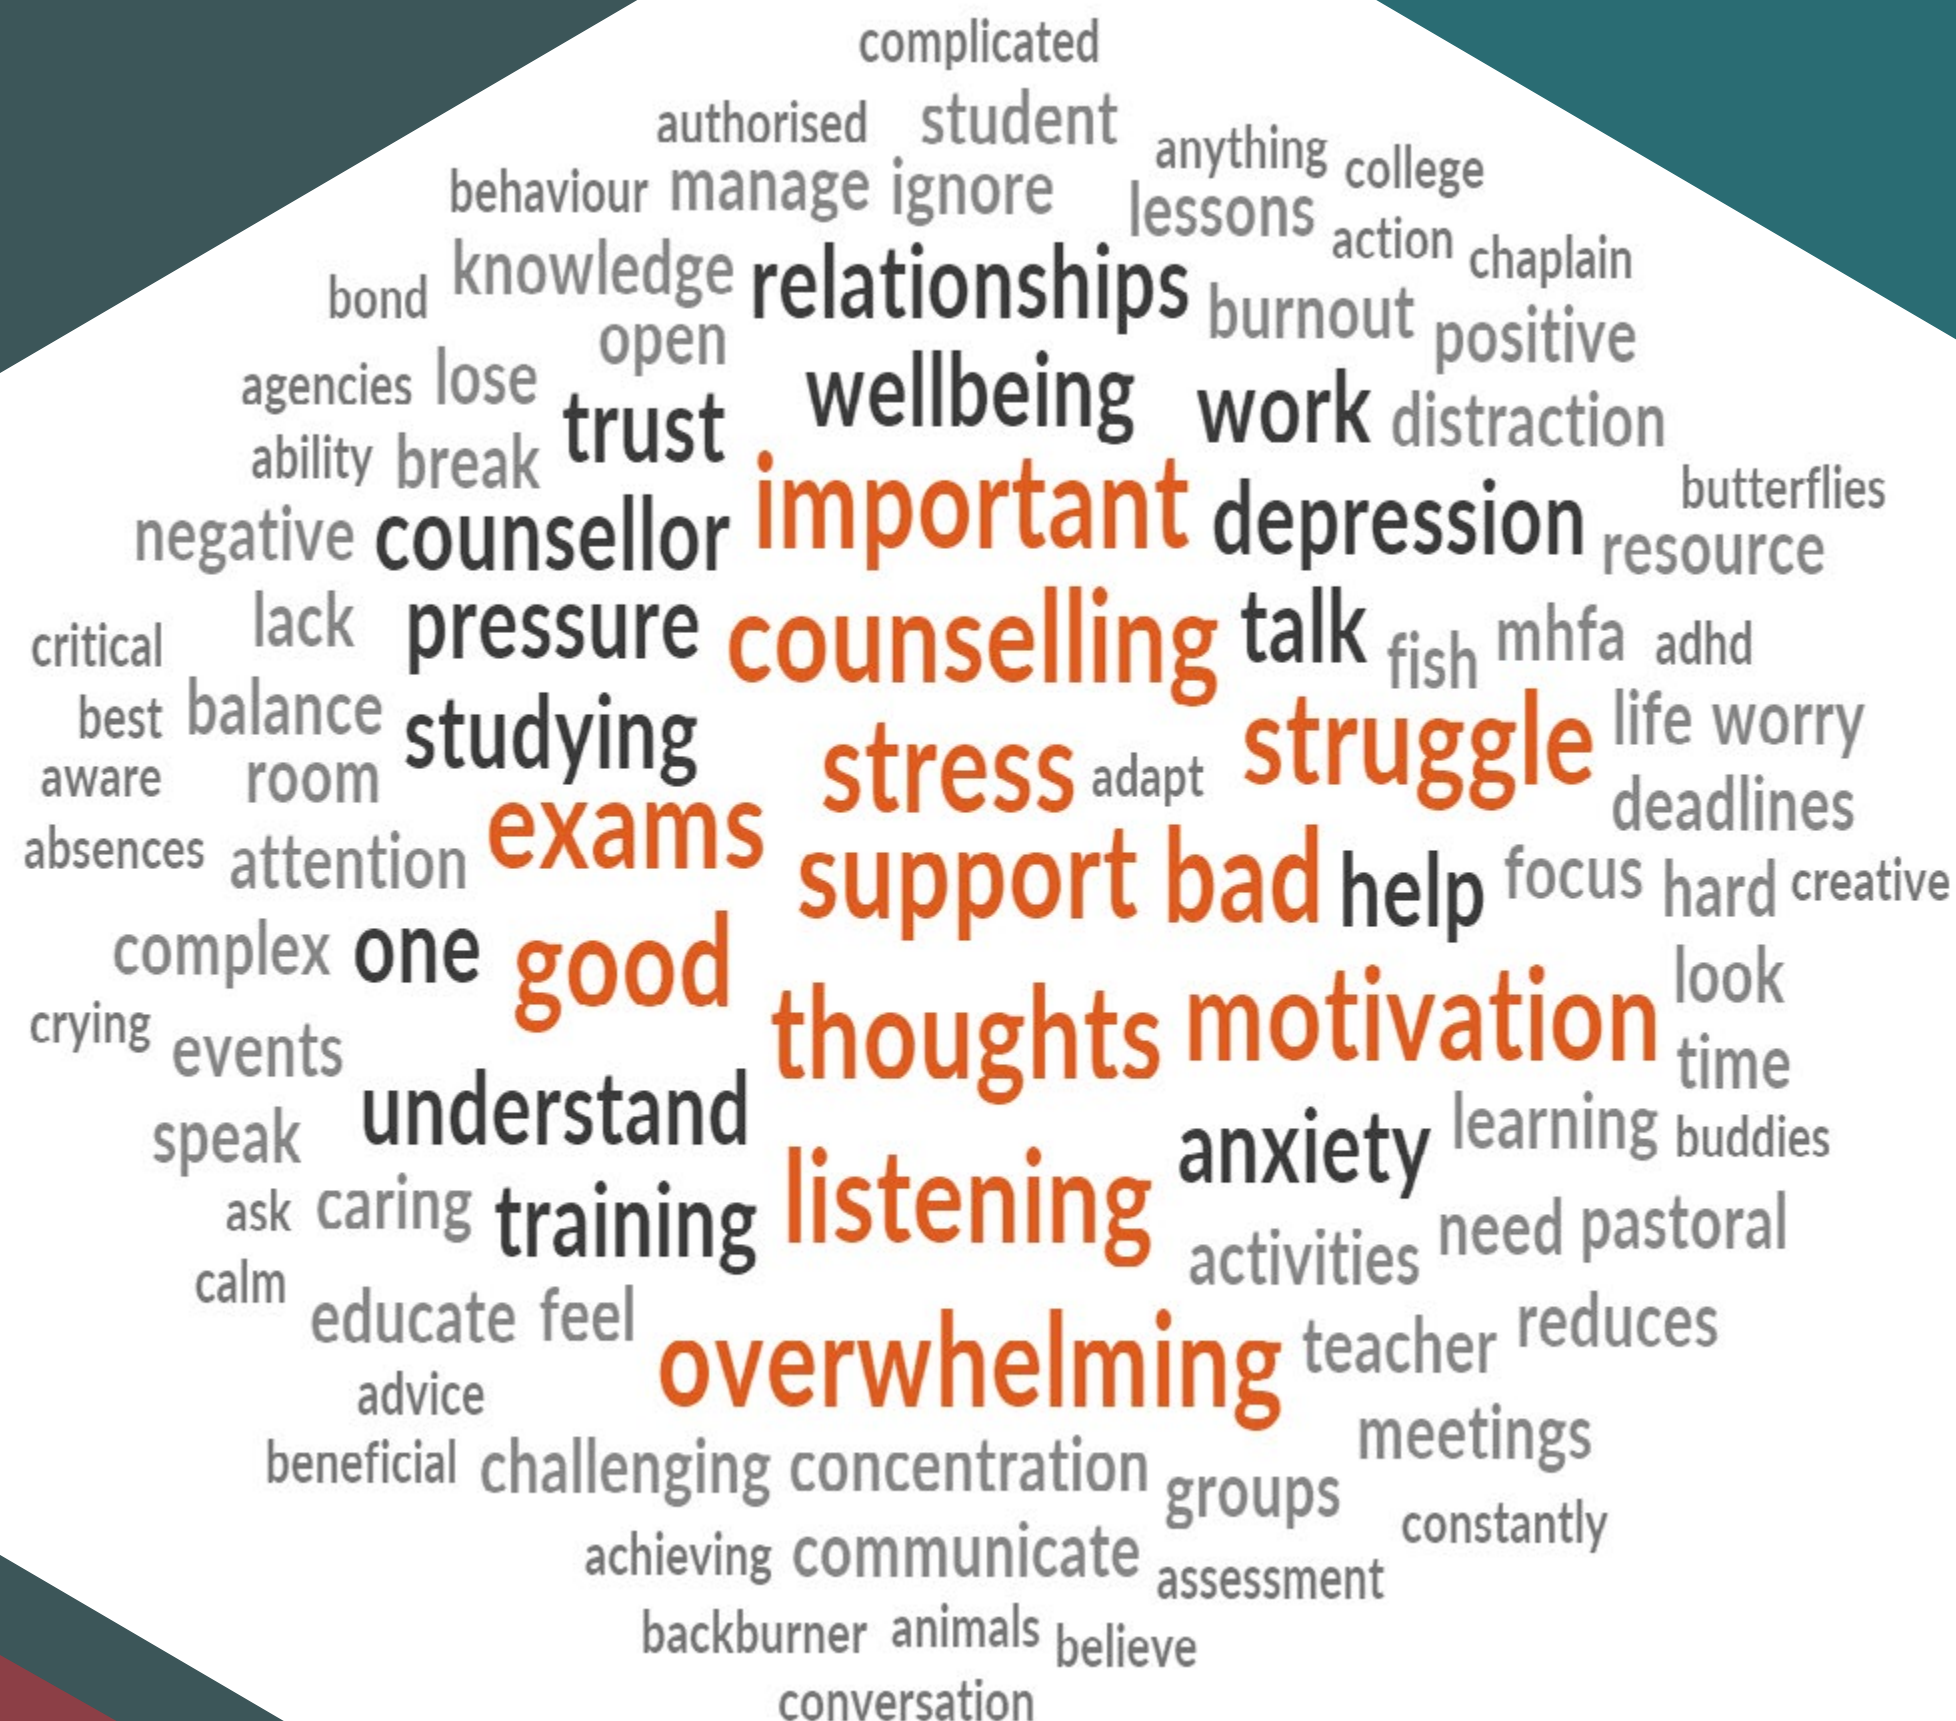 complicated
authorised student
anything college
behaviour manage ignore lessons
action chaplain
bond knowledge relationships burnout positive
open
agencies lose trust wellbeing work distraction
ability break
negative counsellor important depression butterflies
resource
critical lack pressure counselling talk fish mhfa adhd
best balance studying stress adapt struggle life worry
aware room
deadlines
absences attention exams support bad help focus hard creative
complex one good
look
crying events thoughts motivation time
speak understand anxiety learning buddies
ask caring training listening
activities need pastoral
calm
educate feel overwhelming teacher reduces
advice
meetings
beneficial challenging concentration groups
constantly
achieving communicate assessment
backburner animals believe
conversation